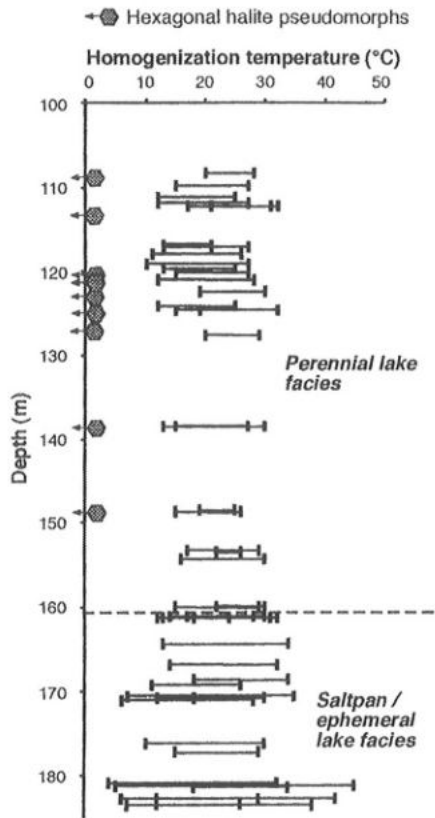 Hexagonal halite pseudomorphs
Homogenization temperature (°C)
0 10 20 30 40 50
100
110
120
130
140
150
160
170
180
Depth (m)
Perennial lake
facies
Saltpan /
ephemeral
lake facies